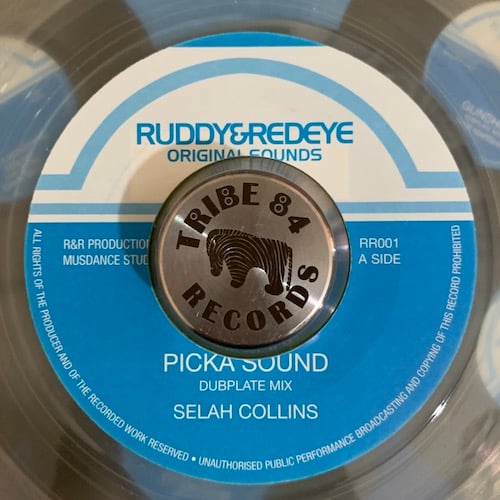 RUDDY&REDEYE
ORIGINAL SOUNDS
TRIBE 84
RECORDS
R&R PRODUCTION
MUSDANCE STUD
RR001
A SIDE
PICKA SOUND
DUBPLATE MIX
SELAH COLLINS
ALL RIGHTS OF THE PRODUCER AND OF THE RECORDED WORK RESERVED • UNAUTHORISED PUBLIC PERFORMANCE BROADCASTING AND COPYING OF THIS RECORD PROHIBITED